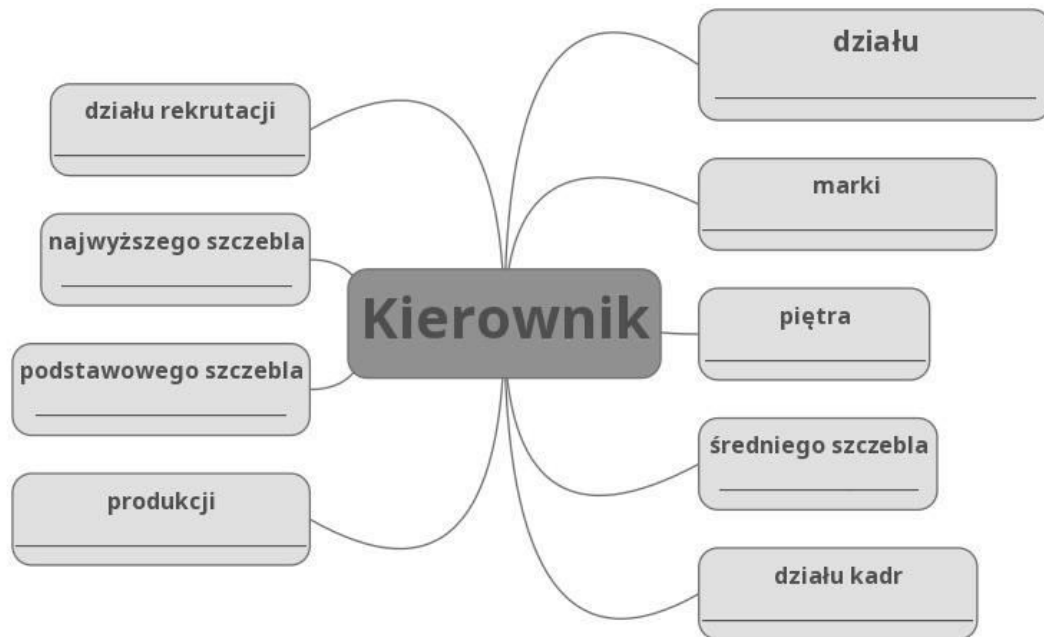 działu
działu rekrutacji
marki
najwyższego szczebla
Kierownik
piętra
podstawowego szczebla
średniego szczebla
produkcji
działu kadr